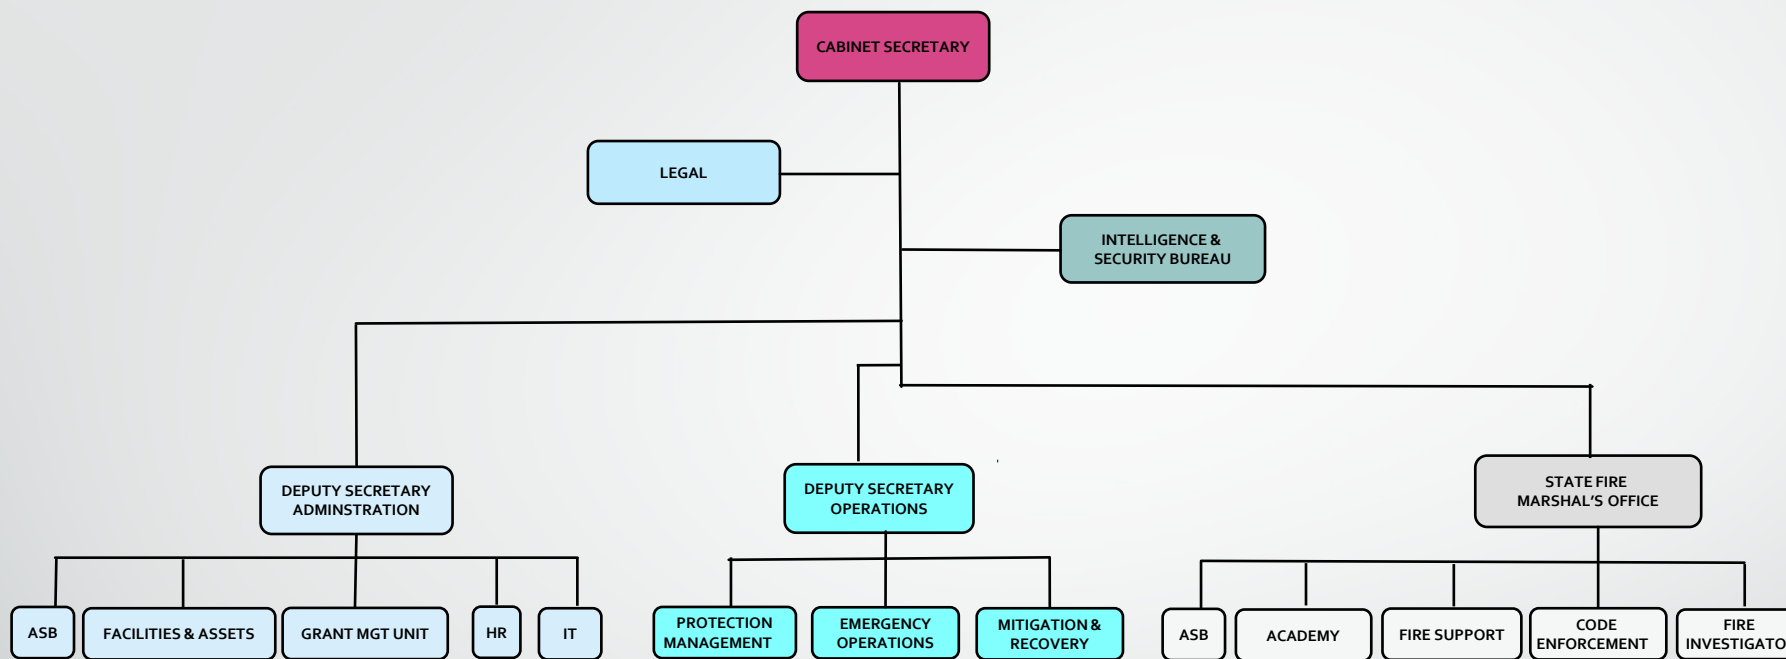 CABINET SECRETARY
LEGAL
INTELLIGENCE &
SECURITY BUREAU
DEPUTY SECRETARY
ADMINSTRATION
DEPUTY SECRETARY
OPERATIONS
STATE FIRE
MARSHAL'S OFFICE
ASB
FACILITIES & ASSETS
GRANT MGT UNIT
HR
IT
PROTECTION
MANAGEMENT
EMERGENCY
OPERATIONS
MITIGATION &
RECOVERY
ASB
ACADEMY
FIRE SUPPORT
CODE
ENFORCEMENT
FIRE
INVESTIGATO